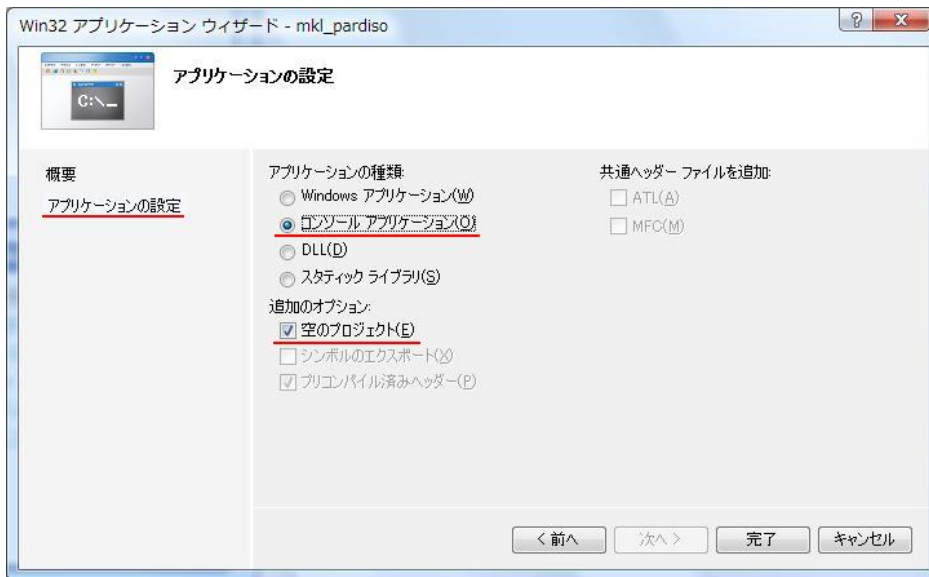 Win32 アプリケーション ウィザード - mkl_pardiso
アプリケーションの設定
C:\_
概要
アプリケーションの設定
アプリケーションの種類:
Windows アプリケーション(W)
コンソール アプリケーション(O)
DLL(D)
スタティック ライブラリ(S)
追加のオプション:
空のプロジェクト(E)
シンボルのエクスポート(X)
プリコンパイル済みヘッダー(P)
共通ヘッダー ファイルを追加:
ATL(A)
MFC(M)
< 前へ
次へ >
完了
キャンセル